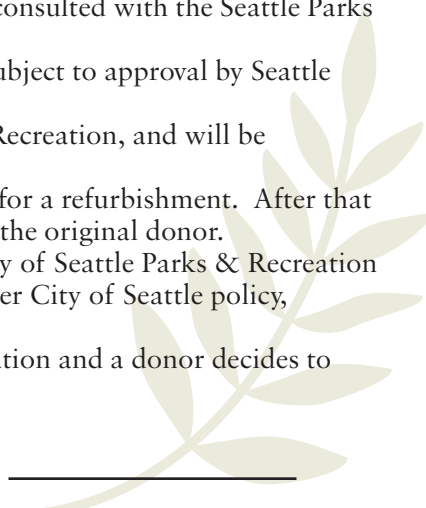 consulted with the Seattle Parks
ubject to approval by Seattle
Recreation, and will be
for a refurbishment.  After that
the original donor.
y of Seattle Parks & Recreation
er City of Seattle policy,
tion and a donor decides to